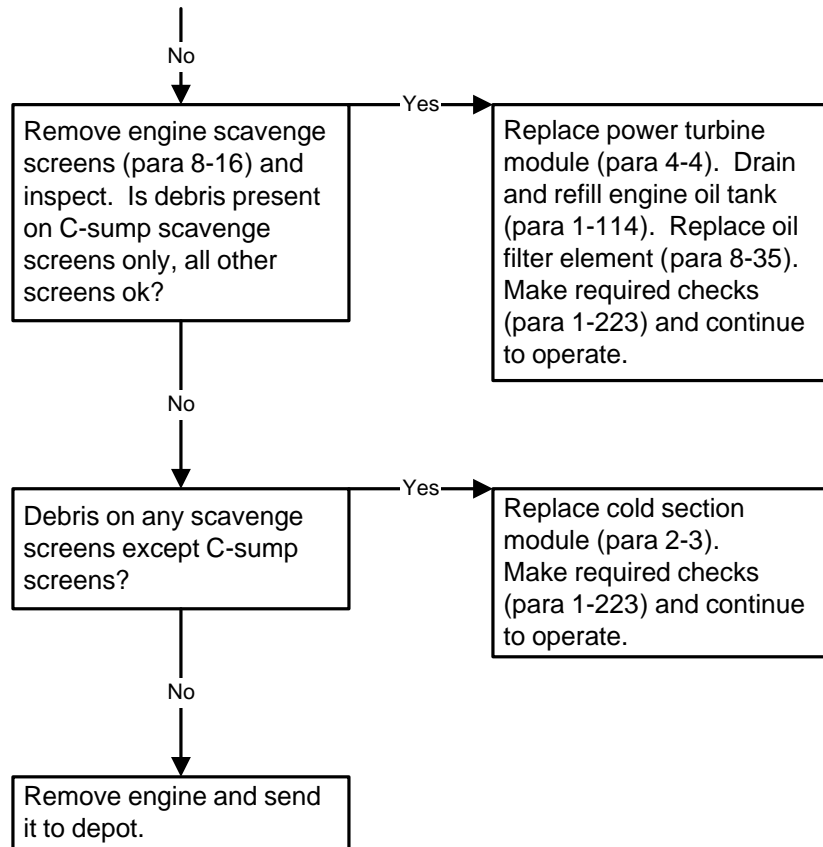 No
Remove engine scavenge
screens (para 8-16) and
inspect.  Is debris present
on C-sump scavenge
screens only, all other
screens ok?
Yes
Replace power turbine
module (para 4-4).  Drain
and refill engine oil tank
(para 1-114).  Replace oil
filter element (para 8-35).
Make required checks
(para 1-223) and continue
to operate.
No
Debris on any scavenge
screens except C-sump
screens?
Yes
Replace cold section
module (para 2-3).
Make required checks
(para 1-223) and continue
to operate.
No
Remove engine and send
it to depot.